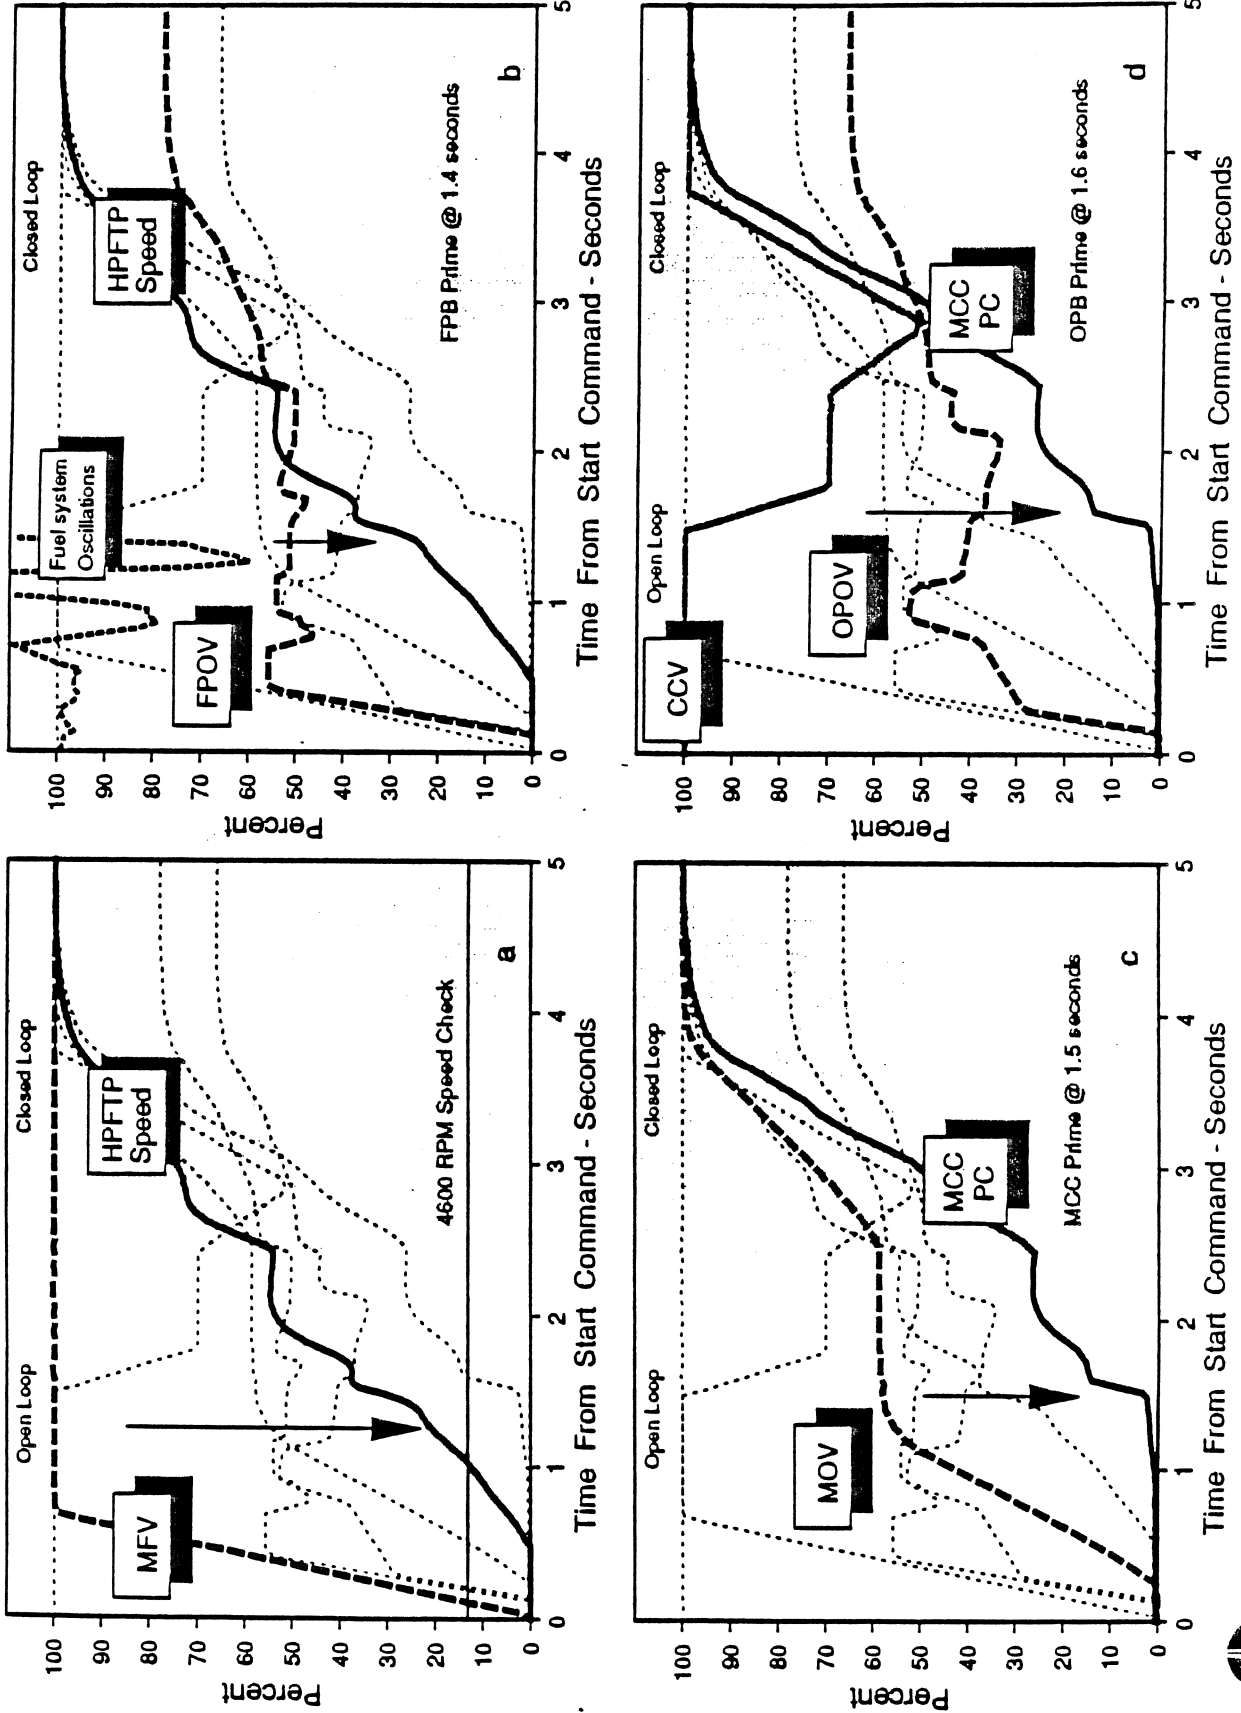 Open Loop
Closed Loop
100
90
80
70
60
50
40
30
20
10
0
Percent
MFV
HPFTP
Speed
4600 RPM Speed Check
a
0
1
2
3
4
5
Time From Start Command - Seconds
Closed Loop
100
90
80
70
60
50
40
30
20
10
0
Percent
Fuel system
Oscillations
FPOV
HPFTP
Speed
FPB Prime @ 1.4 seconds
b
0
1
2
3
4
5
Time From Start Command - Seconds
Open Loop
Closed Loop
100
90
80
70
60
50
40
30
20
10
0
Percent
MOV
MCC
PC
MCC Prime @ 1.5 seconds
c
0
1
2
3
4
5
Time From Start Command - Seconds
Open Loop
Closed Loop
100
90
80
70
60
50
40
30
20
10
0
Percent
CCV
OPOV
MCC
PC
OPB Prime @ 1.6 seconds
d
0
1
2
3
4
5
Time From Start Command - Seconds